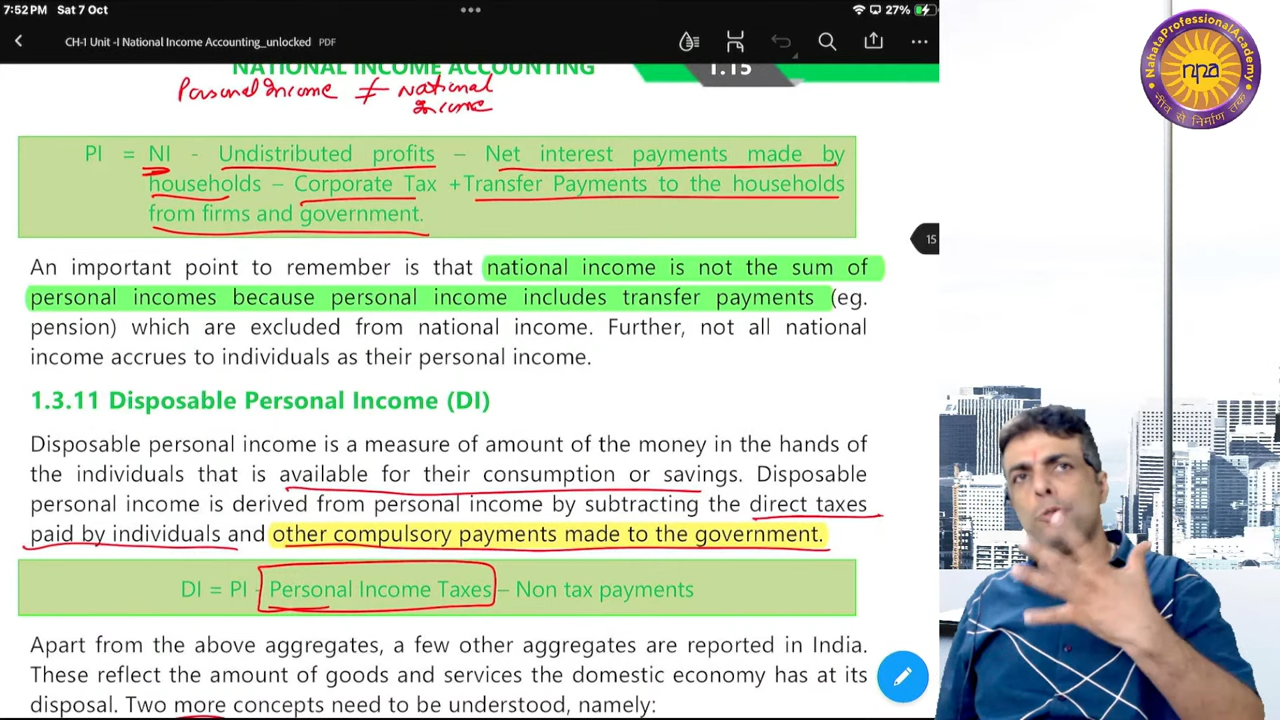 7:52 PM Sat 7 Oct
27%
CH-1 Unit -I National Income Accounting_unlocked PDF
NATIONAL INCOME ACCOUNTING 1.15
Personal Income ≠ National
Income
PI = NI - Undistributed profits – Net interest payments made by
households – Corporate Tax +Transfer Payments to the households
from firms and government.
15
An important point to remember is that national income is not the sum of
personal incomes because personal income includes transfer payments (eg.
pension) which are excluded from national income. Further, not all national
income accrues to individuals as their personal income.
1.3.11 Disposable Personal Income (DI)
Disposable personal income is a measure of amount of the money in the hands of
the individuals that is available for their consumption or savings. Disposable
personal income is derived from personal income by subtracting the direct taxes
paid by individuals and other compulsory payments made to the government.
DI = PI - Personal Income Taxes – Non tax payments
Apart from the above aggregates, a few other aggregates are reported in India.
These reflect the amount of goods and services the domestic economy has at its
disposal. Two more concepts need to be understood, namely:
NahataProfessionalAcademy
npa
नींव से निर्माण तक